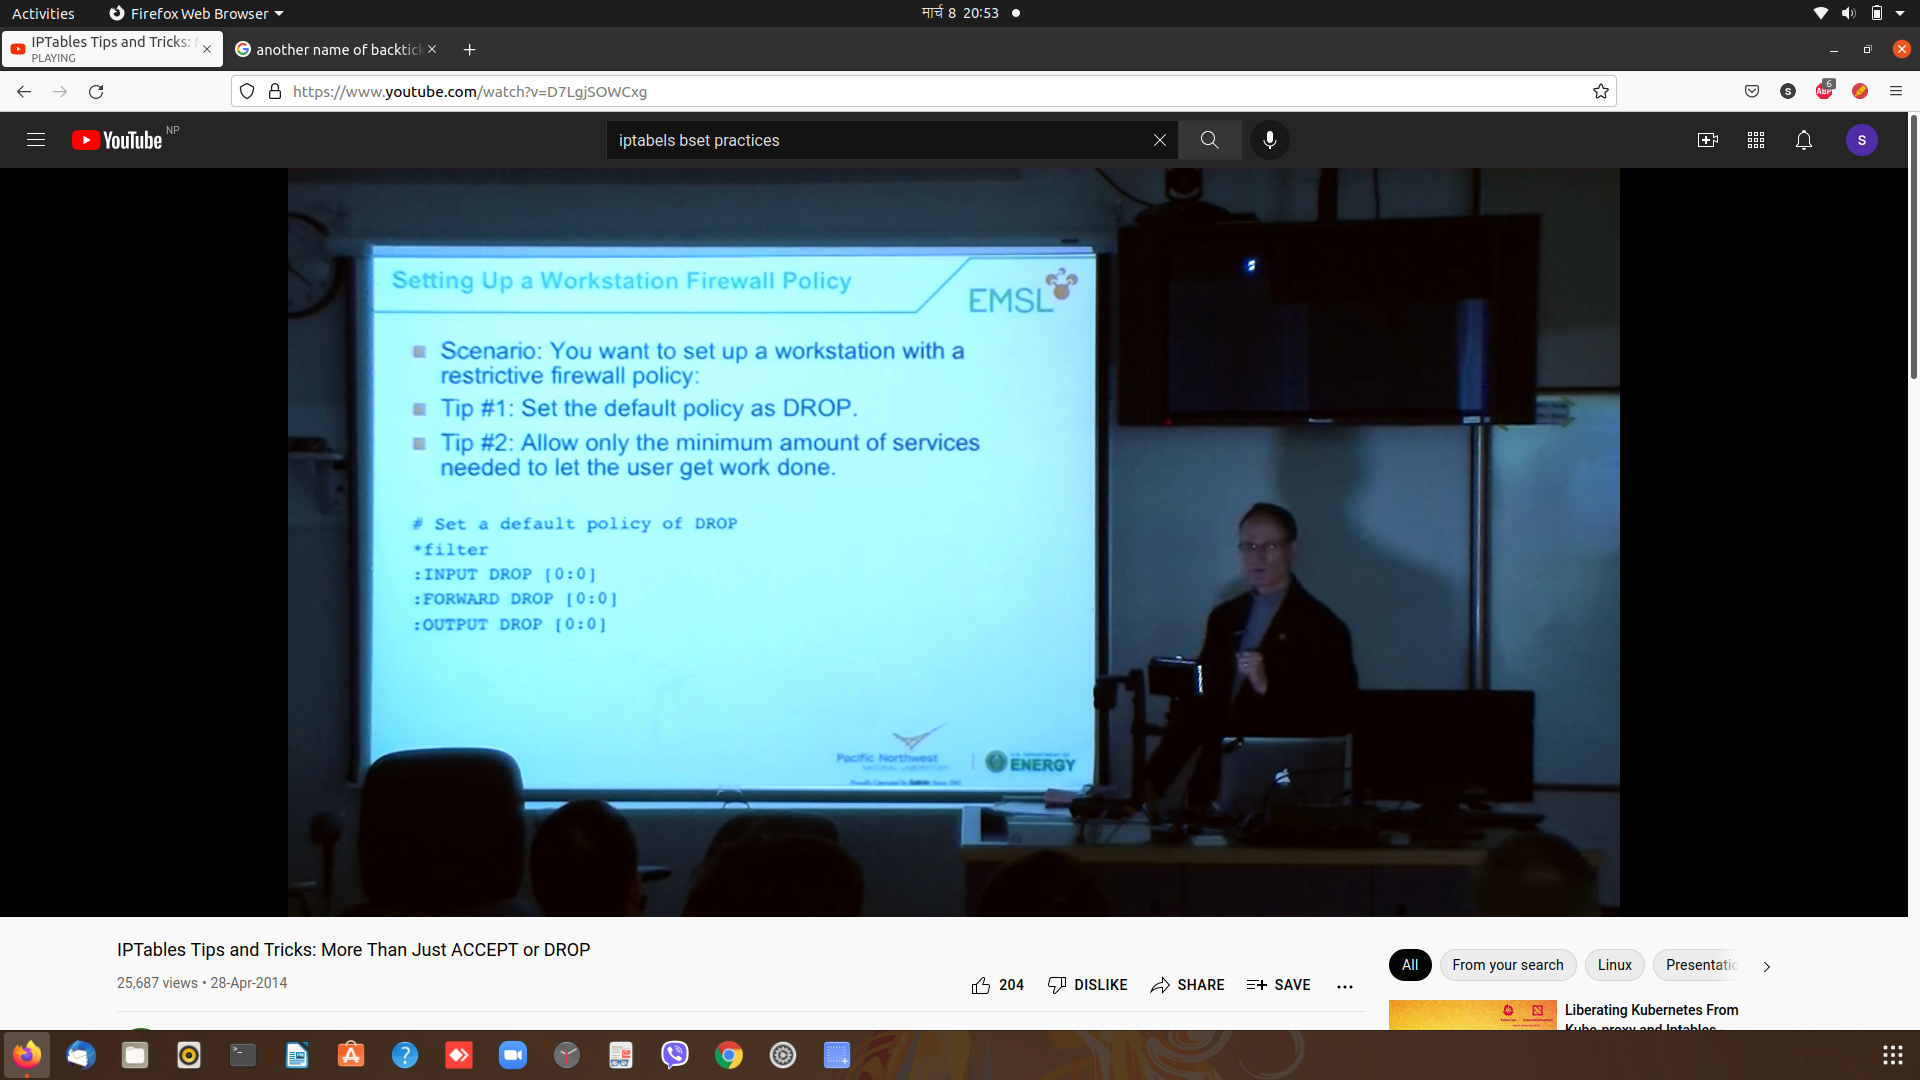 Activities
Firefox Web Browser
मार्च 8 20:53
IPTables Tips and Tricks:
PLAYING
another name of backtick
https://www.youtube.com/watch?v=D7LgjSOWCxg
S
ABP
6
YouTube NP
iptabels bset practices
S
Setting Up a Workstation Firewall Policy
EMSL
Scenario: You want to set up a workstation with a
restrictive firewall policy:
Tip #1: Set the default policy as DROP.
Tip #2: Allow only the minimum amount of services
needed to let the user get work done.
# Set a default policy of DROP
*filter
:INPUT DROP [0:0]
:FORWARD DROP [0:0]
:OUTPUT DROP [0:0]
Pacific Northwest
NATIONAL LABORATORY
U.S. DEPARTMENT OF
ENERGY
IPTables Tips and Tricks: More Than Just ACCEPT or DROP
25,687 views • 28-Apr-2014
204
DISLIKE
SHARE
SAVE
All
From your search
Linux
Presentatio
Liberating Kubernetes From
Kube-proxy and Iptables